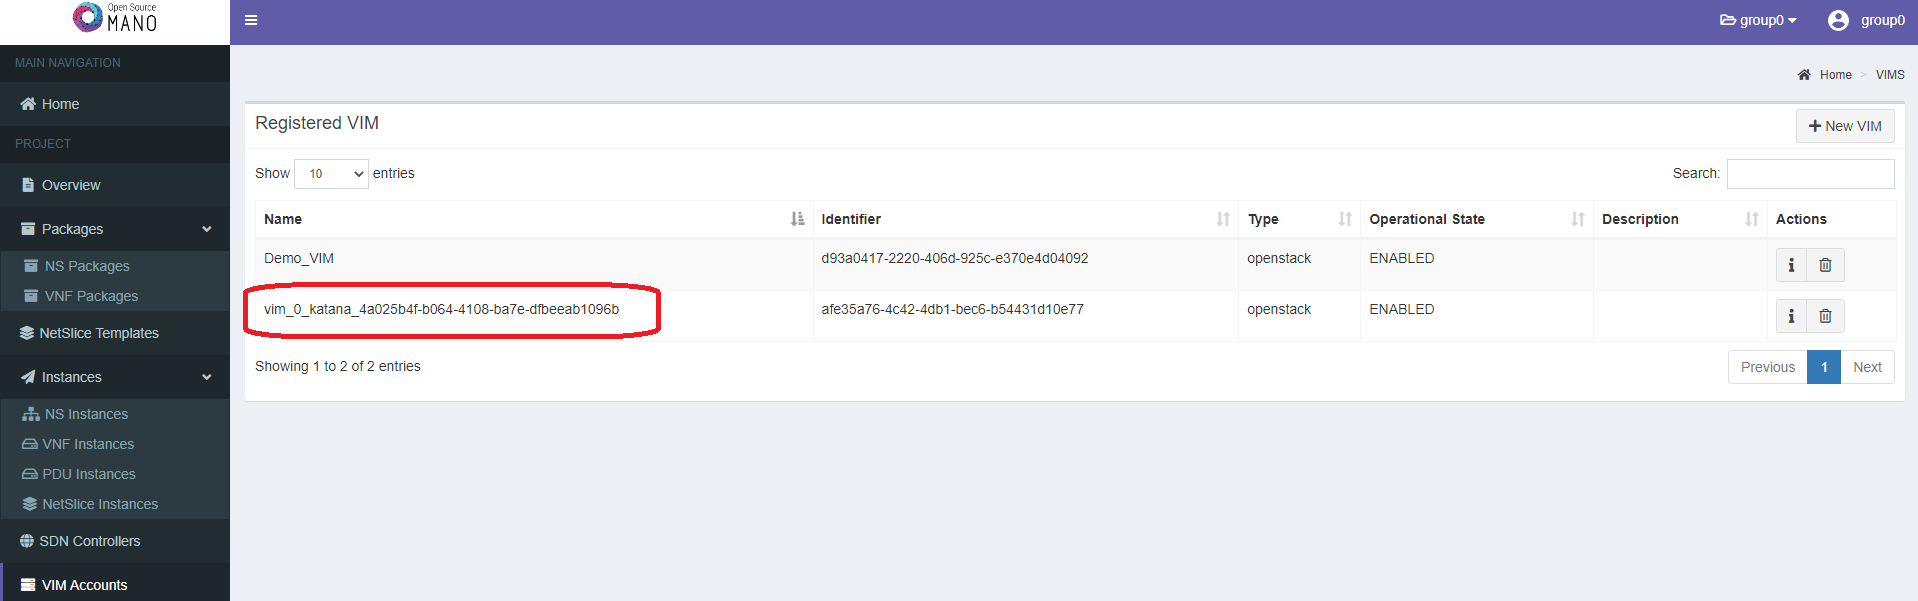 Open Source
MANO
group0
group0
MAIN NAVIGATION
Home
PROJECT
Overview
Packages
NS Packages
VNF Packages
NetSlice Templates
Instances
NS Instances
VNF Instances
PDU Instances
NetSlice Instances
SDN Controllers
VIM Accounts
Home > VIMS
Registered VIM
+ New VIM
Show 10 entries
Search:
Name Identifier Type Operational State Description Actions
Demo_VIM d93a0417-2220-406d-925c-e370e4d04092 openstack ENABLED
vim_0_katana_4a025b4f-b064-4108-ba7e-dfbeeab1096b afe35a76-4c42-4db1-bec6-b54431d10e77 openstack ENABLED
Showing 1 to 2 of 2 entries
Previous 1 Next